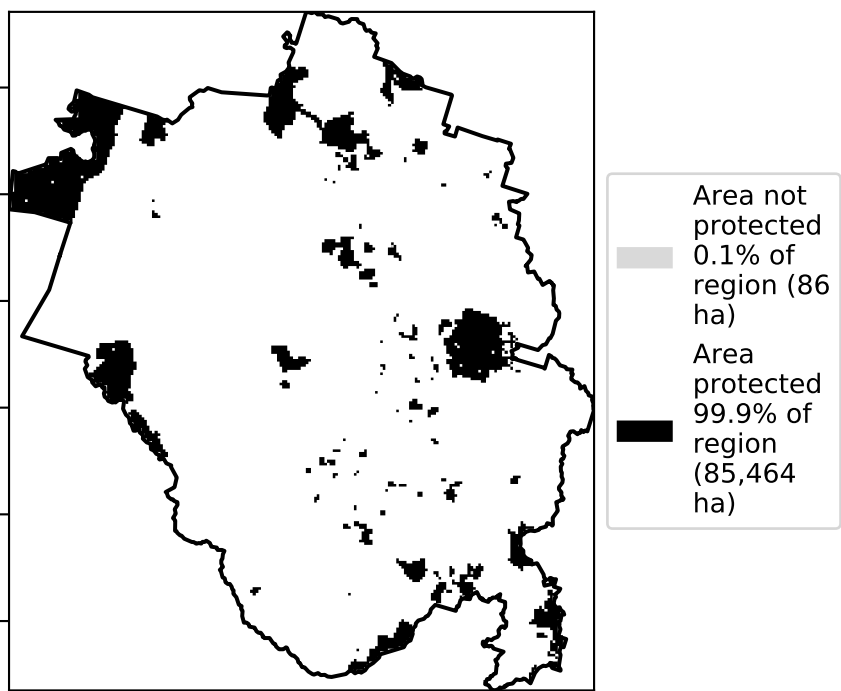 Area not
protected
0.1% of
region (86
ha)
Area
protected
99.9% of
region
(85,464
ha)